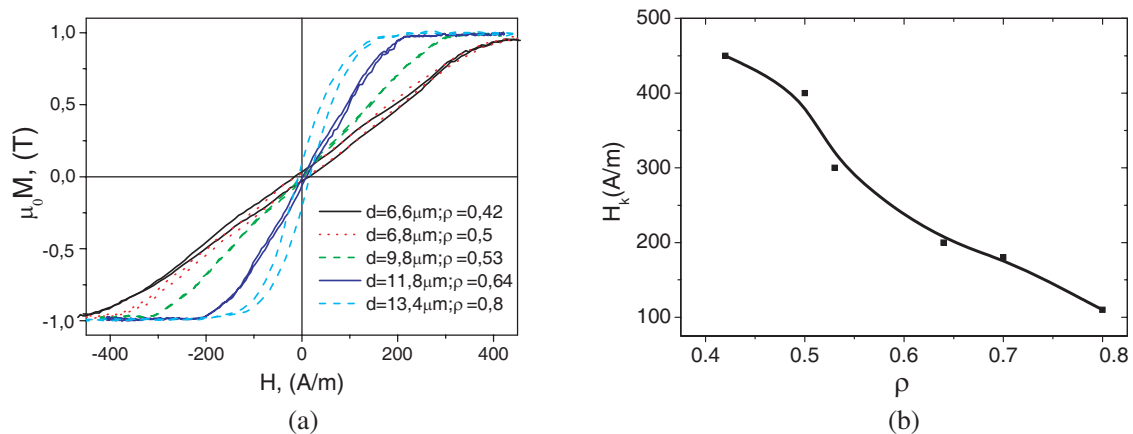 1,0
0,5
0,0
-0,5
-1,0
μ₀M, (T)
d=6,6μm;ρ =0,42
d=6,8μm;ρ =0,5
d=9,8μm;ρ =0,53
d=11,8μm;ρ =0,64
d=13,4μm;ρ =0,8
-400 -200 0 200 400
H, (A/m)
(a)
500
400
300
200
100
Hₖ(A/m)
0.4 0.5 0.6 0.7 0.8
ρ
(b)